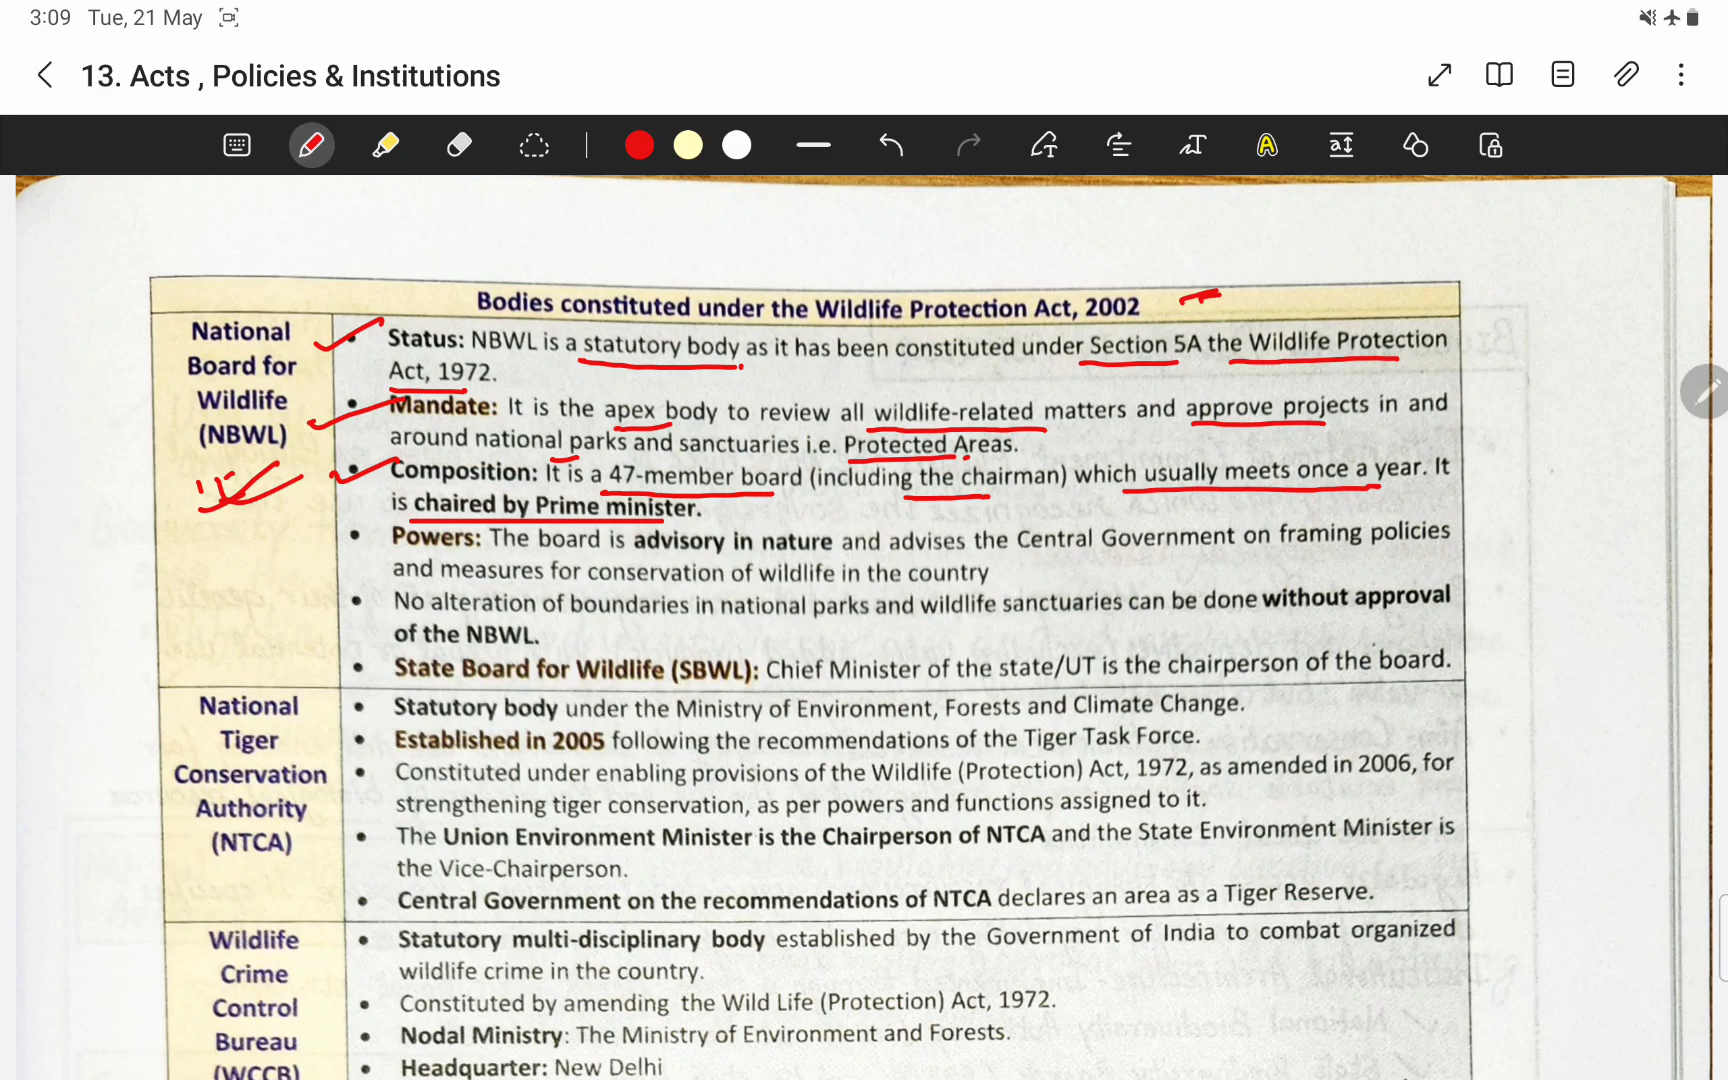 3:09 Tue, 21 May
13. Acts , Policies & Institutions
Bodies constituted under the Wildlife Protection Act, 2002
National
Board for
Wildlife
(NBWL)
• Status: NBWL is a statutory body as it has been constituted under Section 5A the Wildlife Protection
Act, 1972.
• Mandate: It is the apex body to review all wildlife-related matters and approve projects in and
around national parks and sanctuaries i.e. Protected Areas.
• Composition: It is a 47-member board (including the chairman) which usually meets once a year. It
is chaired by Prime minister.
• Powers: The board is advisory in nature and advises the Central Government on framing policies
and measures for conservation of wildlife in the country
• No alteration of boundaries in national parks and wildlife sanctuaries can be done without approval
of the NBWL.
• State Board for Wildlife (SBWL): Chief Minister of the state/UT is the chairperson of the board.
National
Tiger
Conservation
Authority
(NTCA)
• Statutory body under the Ministry of Environment, Forests and Climate Change.
• Established in 2005 following the recommendations of the Tiger Task Force.
• Constituted under enabling provisions of the Wildlife (Protection) Act, 1972, as amended in 2006, for
strengthening tiger conservation, as per powers and functions assigned to it.
• The Union Environment Minister is the Chairperson of NTCA and the State Environment Minister is
the Vice-Chairperson.
• Central Government on the recommendations of NTCA declares an area as a Tiger Reserve.
Wildlife
Crime
Control
Bureau
(WCCB)
• Statutory multi-disciplinary body established by the Government of India to combat organized
wildlife crime in the country.
• Constituted by amending the Wild Life (Protection) Act, 1972.
• Nodal Ministry: The Ministry of Environment and Forests.
• Headquarter: New Delhi